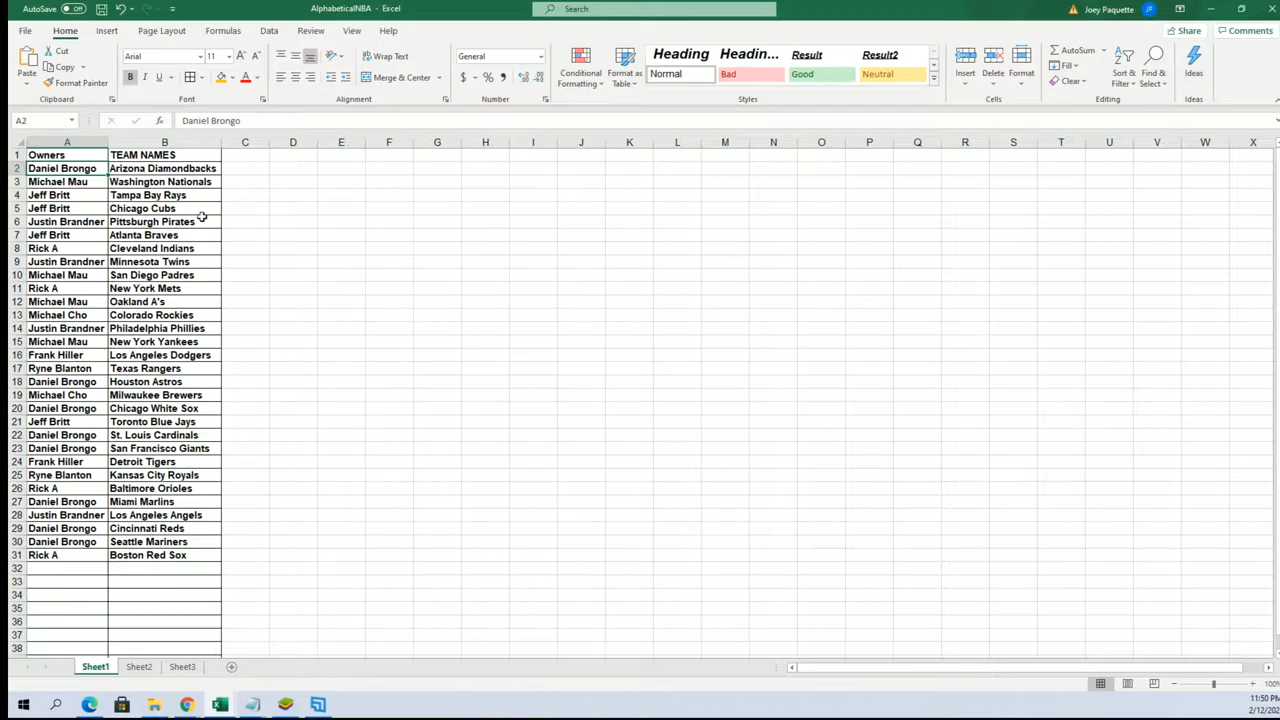 AutoSave Off AlphabeticalNBA - Excel Search Joey Paquette JP
File Home Insert Page Layout Formulas Data Review View Help Share Comments
Paste Cut Copy Format Painter Clipboard
Arial 11 B I U A Font
Wrap Text Merge & Center Alignment
General $ % Number
Conditional Formatting Format as Table
Heading Headin... Result Result2
Normal Bad Good Neutral
Styles
Insert Delete Format Cells
AutoSum Fill Clear Sort & Filter Find & Select Editing
Ideas Ideas
A2 fx Daniel Brongo
A B C D E F G H I J K L M N O P Q R S T U V W X
1 Owners TEAM NAMES
2 Daniel Brongo Arizona Diamondbacks
3 Michael Mau Washington Nationals
4 Jeff Britt Tampa Bay Rays
5 Jeff Britt Chicago Cubs
6 Justin Brandner Pittsburgh Pirates
7 Jeff Britt Atlanta Braves
8 Rick A Cleveland Indians
9 Justin Brandner Minnesota Twins
10 Michael Mau San Diego Padres
11 Rick A New York Mets
12 Michael Mau Oakland A's
13 Michael Cho Colorado Rockies
14 Justin Brandner Philadelphia Phillies
15 Michael Mau New York Yankees
16 Frank Hiller Los Angeles Dodgers
17 Ryne Blanton Texas Rangers
18 Daniel Brongo Houston Astros
19 Michael Cho Milwaukee Brewers
20 Daniel Brongo Chicago White Sox
21 Jeff Britt Toronto Blue Jays
22 Daniel Brongo St. Louis Cardinals
23 Daniel Brongo San Francisco Giants
24 Frank Hiller Detroit Tigers
25 Ryne Blanton Kansas City Royals
26 Rick A Baltimore Orioles
27 Daniel Brongo Miami Marlins
28 Justin Brandner Los Angeles Angels
29 Daniel Brongo Cincinnati Reds
30 Daniel Brongo Seattle Mariners
31 Rick A Boston Red Sox
32
33
34
35
36
37
38
Sheet1 Sheet2 Sheet3
100%
11:50 PM
2/12/202